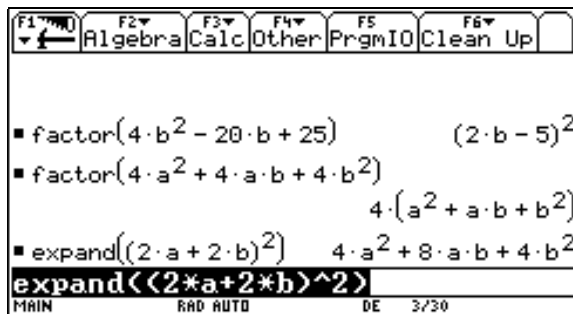 F1 F2 F3 F4 F5 F6
Algebra Calc Other PrgmIO Clean Up
▪ factor(4·b² - 20·b + 25) (2·b - 5)²
▪ factor(4·a² + 4·a·b + 4·b²)
4·(a² + a·b + b²)
▪ expand((2·a + 2·b)²) 4·a² + 8·a·b + 4·b²
expand((2*a+2*b)^2)
MAIN RAD AUTO DE 3/30